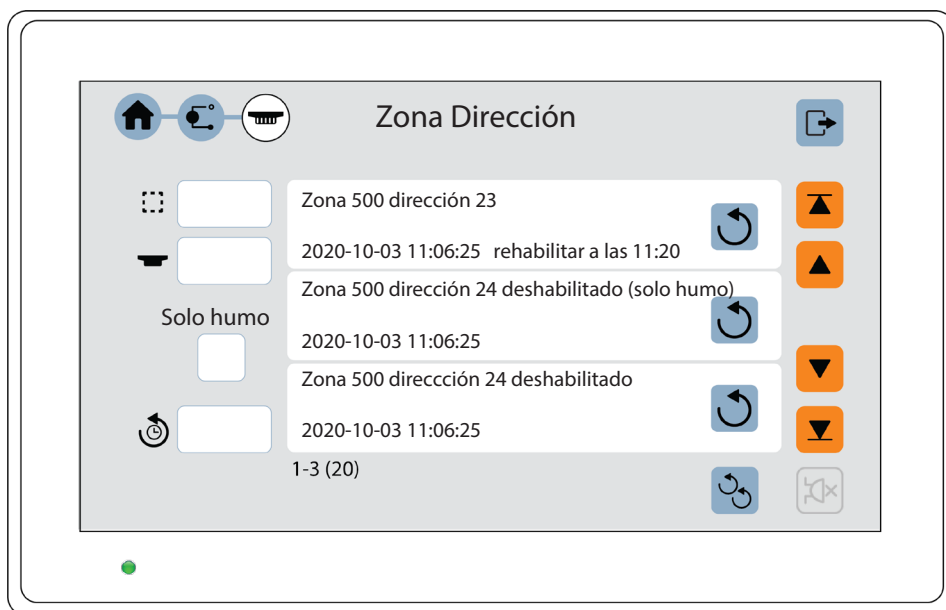 Zona Dirección
Zona 500 dirección 23
2020-10-03 11:06:25 rehabilitar a las 11:20
Zona 500 dirección 24 deshabilitado (solo humo)
Solo humo
2020-10-03 11:06:25
Zona 500 direccción 24 deshabilitado
2020-10-03 11:06:25
1-3 (20)